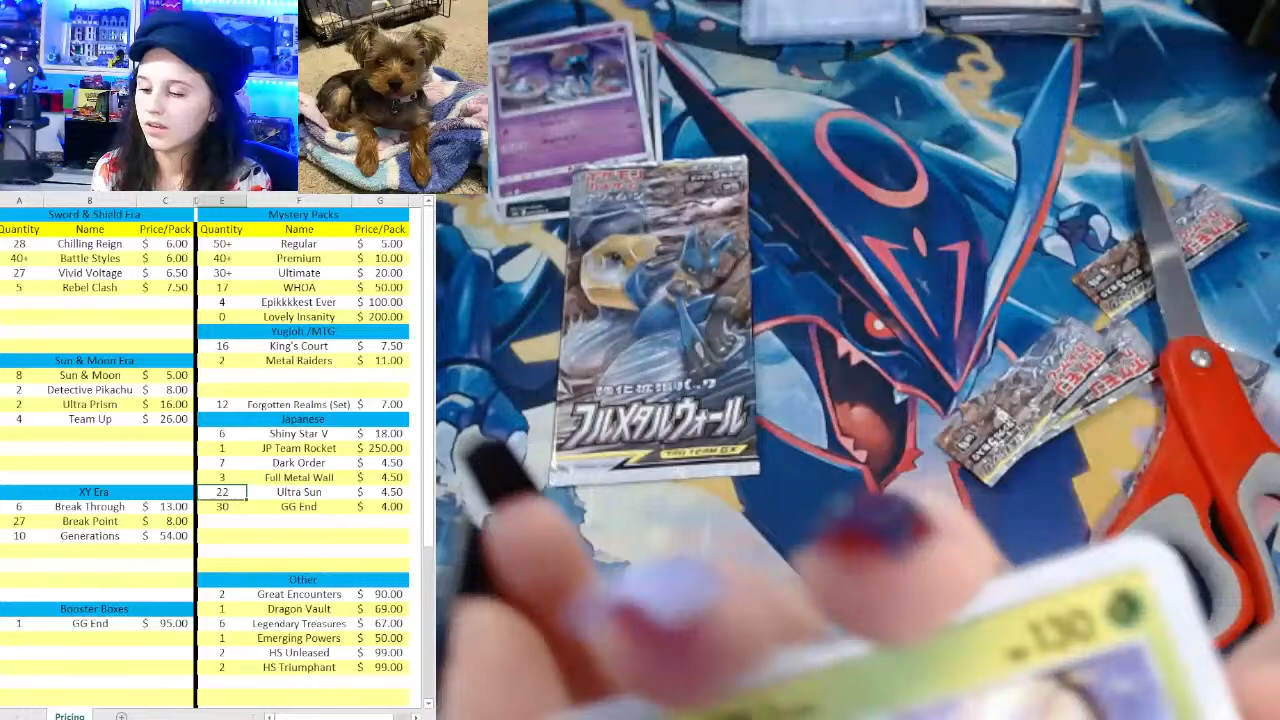 A B C D E F G
Sword & Shield Era Mystery Packs
Quantity Name Price/Pack Quantity Name Price/Pack
28 Chilling Reign $ 6.00 50+ Regular $ 5.00
40+ Battle Styles $ 6.00 40+ Premium $ 10.00
27 Vivid Voltage $ 6.50 30+ Ultimate $ 20.00
5 Rebel Clash $ 7.50 17 WHOA $ 50.00
4 Epikkkkest Ever $ 100.00
0 Lovely Insanity $ 200.00
Yugioh /MTG
16 King's Court $ 7.50
Sun & Moon Era 2 Metal Raiders $ 11.00
8 Sun & Moon $ 5.00
2 Detective Pikachu $ 8.00
2 Ultra Prism $ 16.00 12 Forgotten Realms (Set) $ 7.00
4 Team Up $ 26.00 Japanese
6 Shiny Star V $ 18.00
1 JP Team Rocket $ 250.00
7 Dark Order $ 4.50
3 Full Metal Wall $ 4.50
XY Era 22 Ultra Sun $ 4.50
6 Break Through $ 13.00 30 GG End $ 4.00
27 Break Point $ 8.00
10 Generations $ 54.00
Other
2 Great Encounters $ 90.00
Booster Boxes 1 Dragon Vault $ 69.00
1 GG End $ 95.00 6 Legendary Treasures $ 67.00
1 Emerging Powers $ 50.00
2 HS Unleased $ 99.00
2 HS Triumphant $ 99.00
Pricing
強化拡張パック
フルメタルウォール
TAG TEAM GX
130